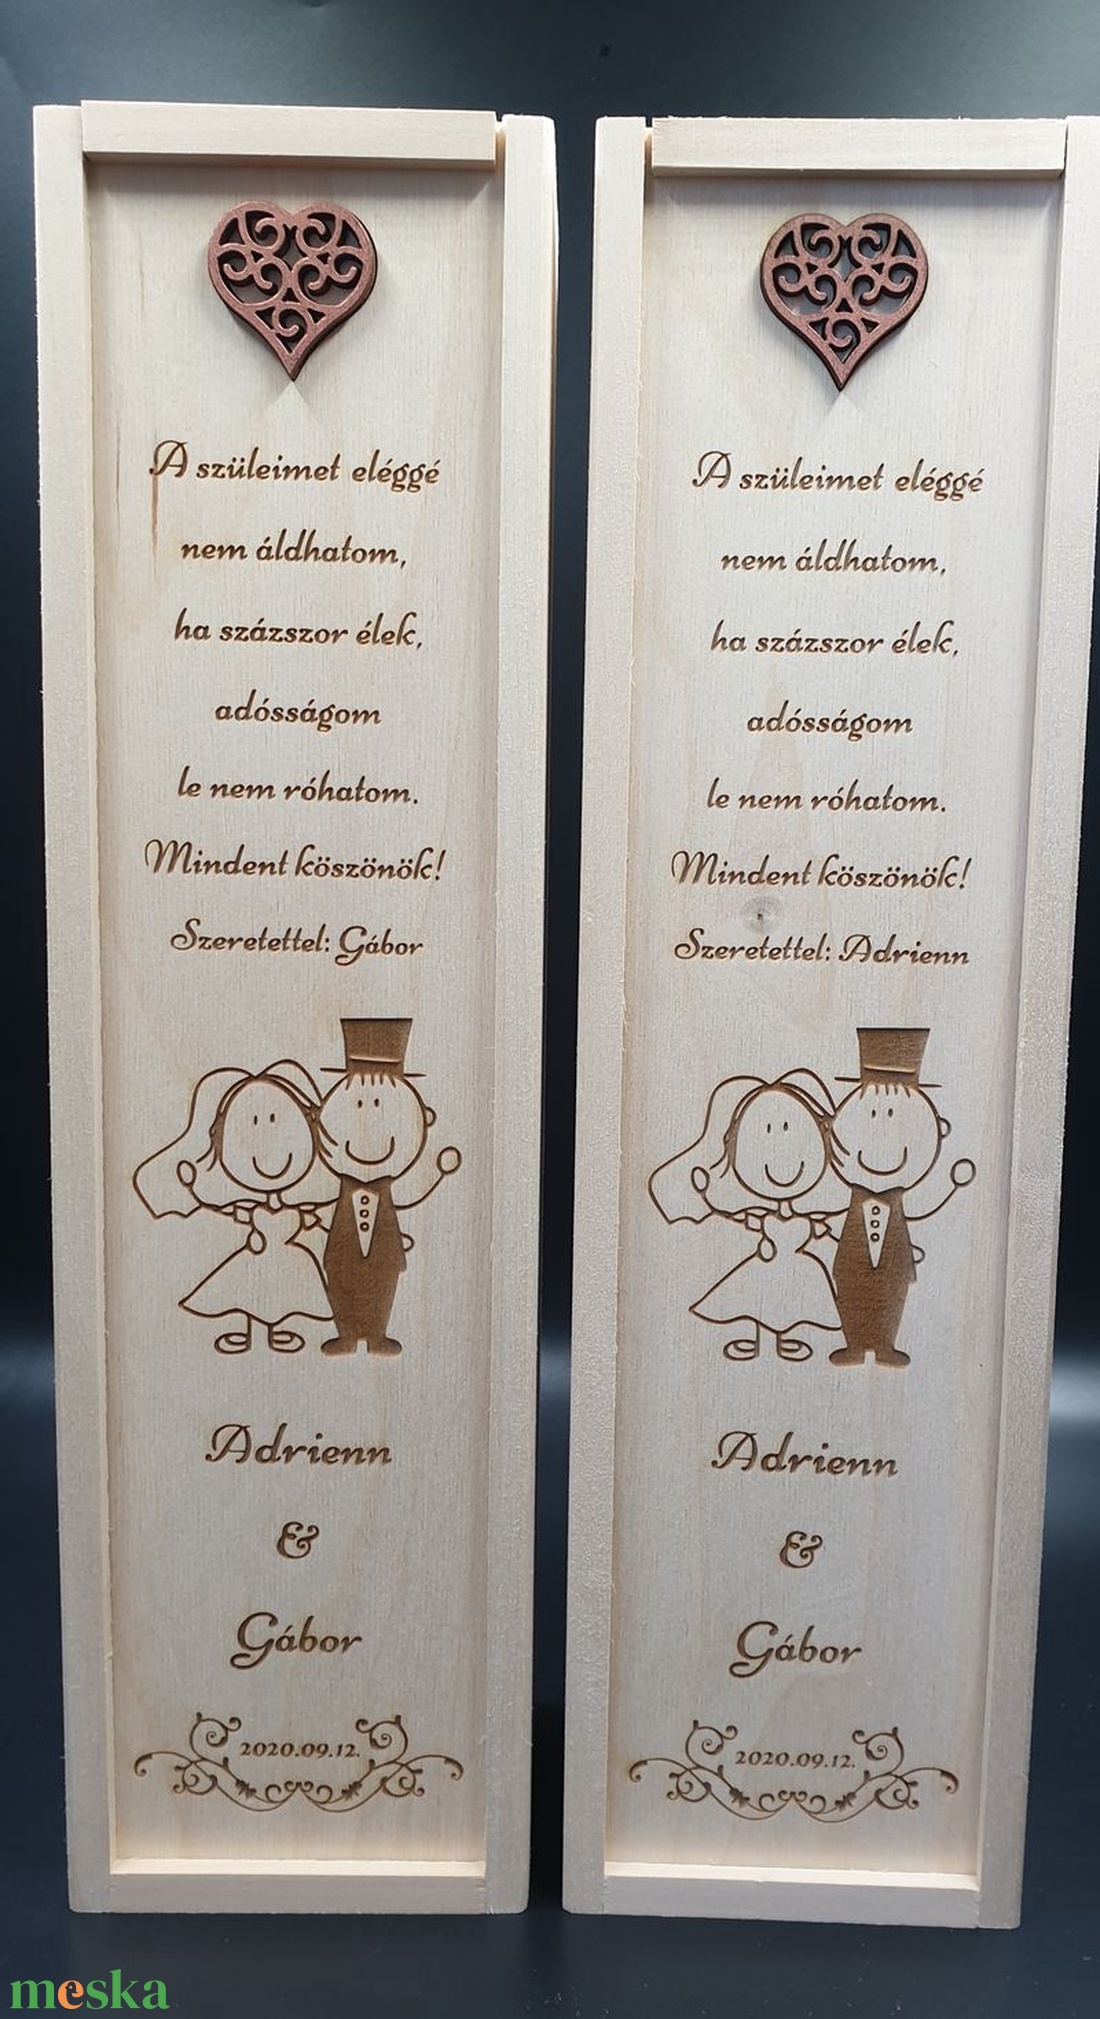 A szüleimet eléggé
nem áldhatom,
ha százszor élek,
adósságom
le nem róhatom.
Mindent köszönök!
Szeretettel: Gábor
Adrienn
&
Gábor
2020.09.12.
A szüleimet eléggé
nem áldhatom,
ha százszor élek,
adósságom
le nem róhatom.
Mindent köszönök!
Szeretettel: Adrienn
Adrienn
&
Gábor
2020.09.12.
meska